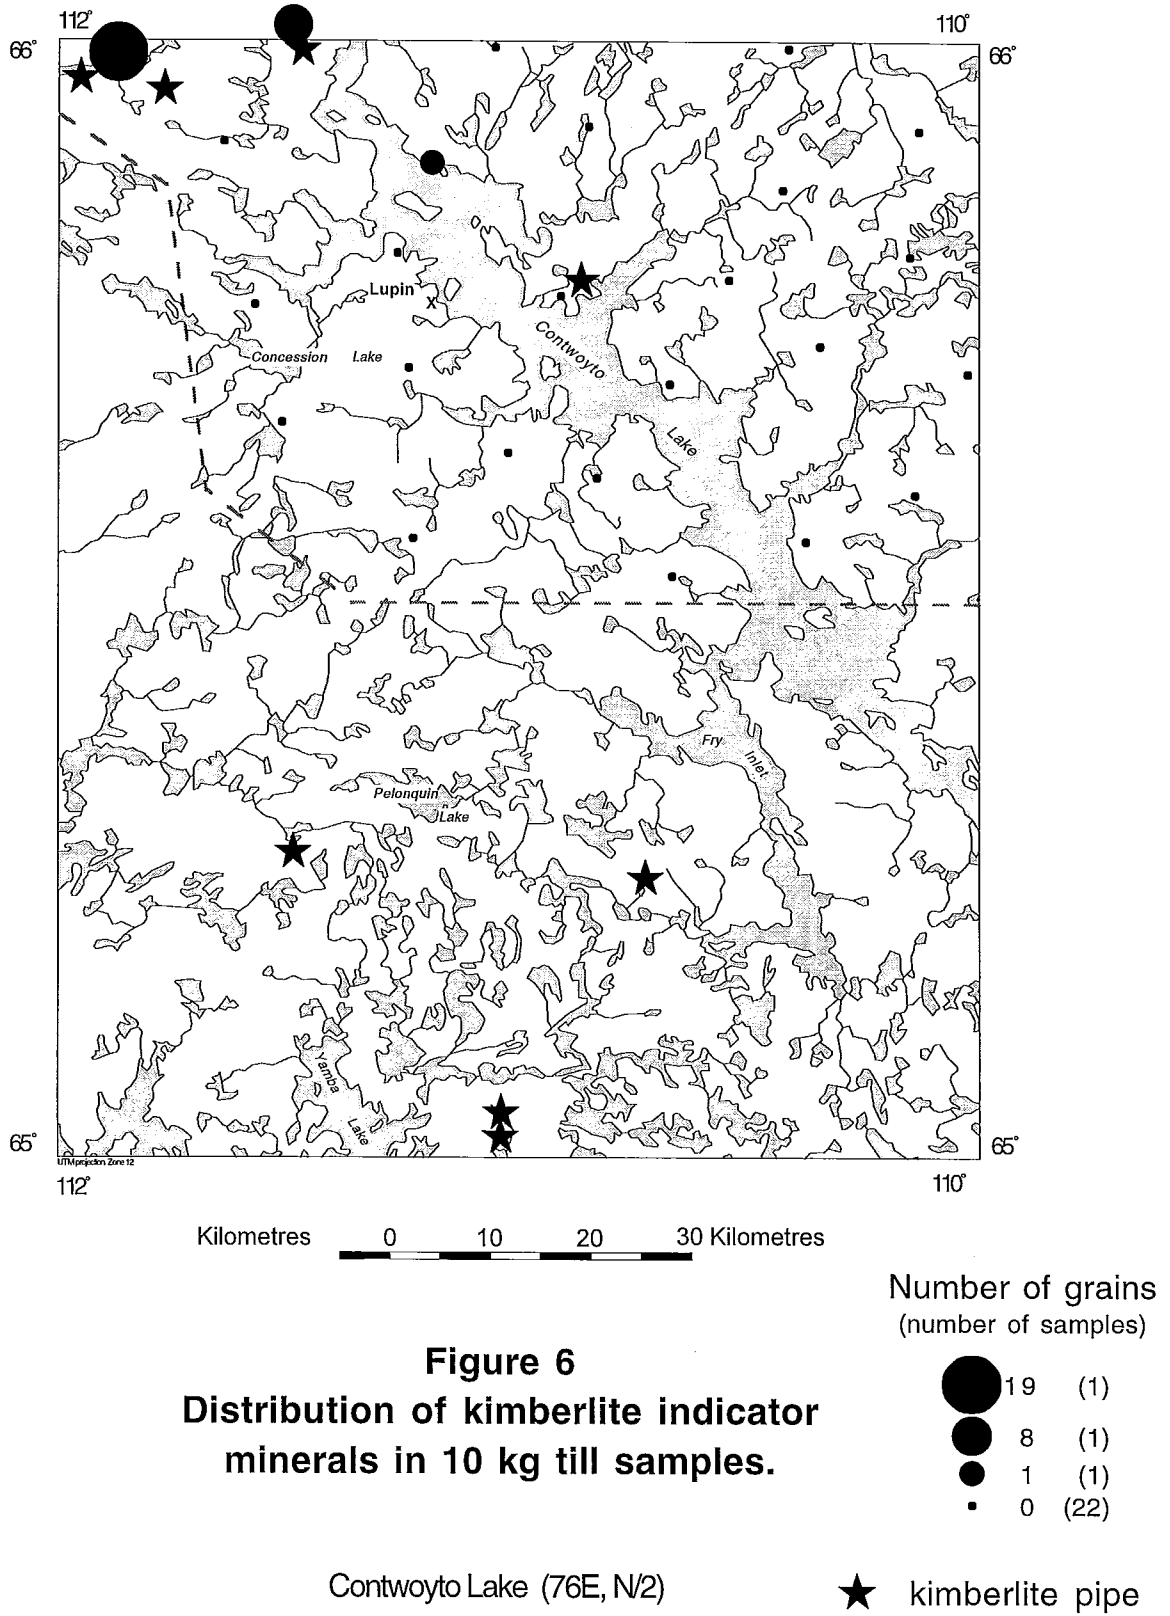 112° 110°
66° 66°
Lupin
X
Contwoyto
Concession Lake
Lake
Fry
Inlet
Pelonquin
Lake
Yamba
Lake
65° 65°
UTM projection Zone 12
112° 110°
Kilometres 0 10 20 30 Kilometres
Number of grains
(number of samples)
19 (1)
8 (1)
1 (1)
0 (22)
Figure 6
Distribution of kimberlite indicator
minerals in 10 kg till samples.
Contwoyto Lake (76E, N/2)
kimberlite pipe